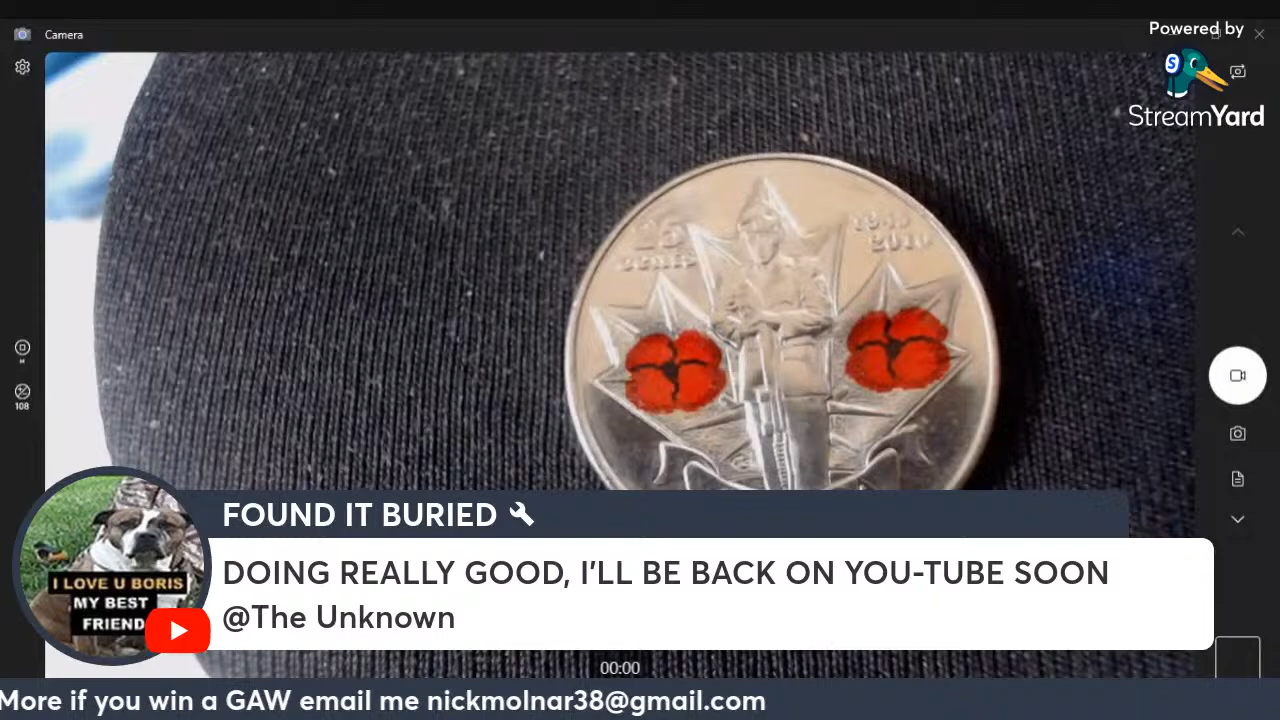 Camera
Powered by
StreamYard
25
CENTS
2010
108
FOUND IT BURIED
DOING REALLY GOOD, I'LL BE BACK ON YOU-TUBE SOON
@The Unknown
I LOVE U BORIS
MY BEST
FRIEND
00:00
More if you win a GAW email me nickmolnar38@gmail.com